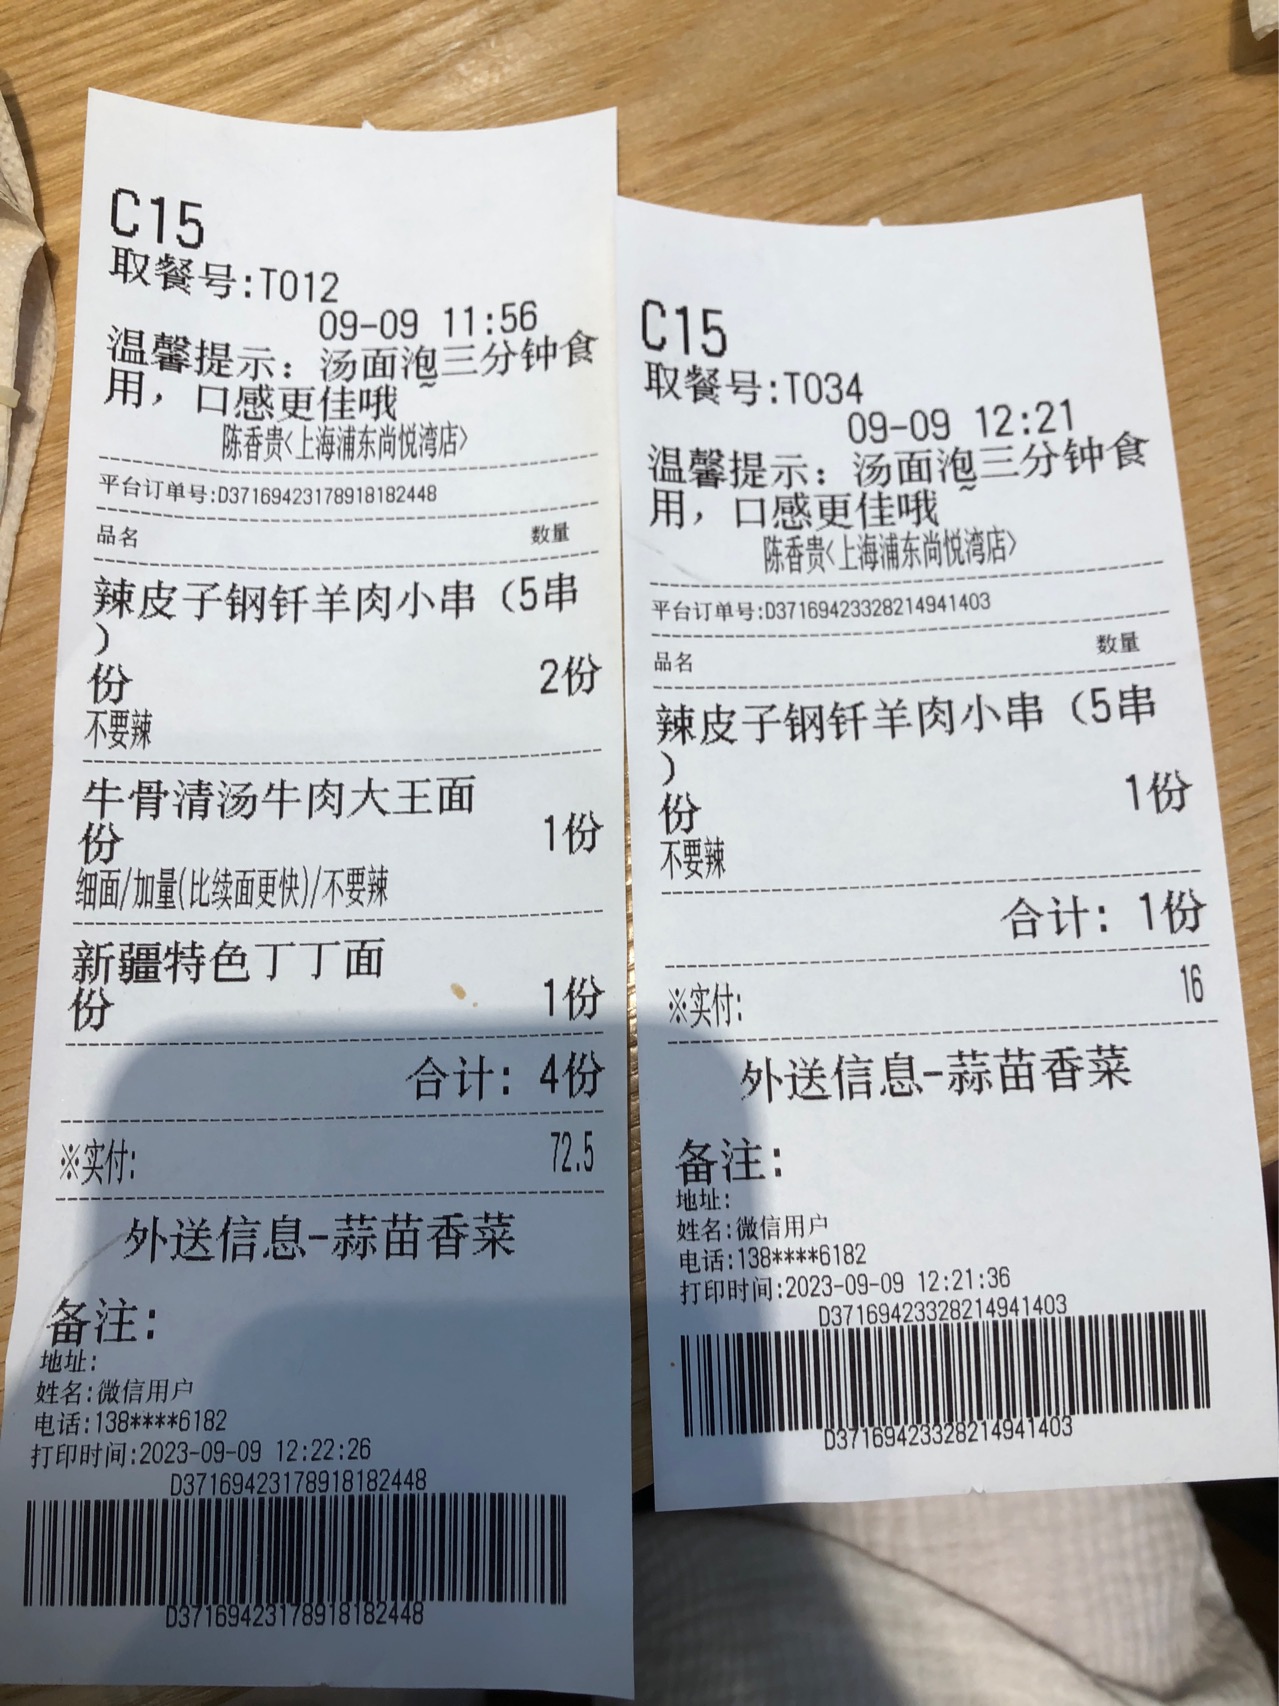 C15
取餐号:T012
09-09 11:56
温馨提示：汤面泡三分钟食
用，口感更佳哦~
陈香贵<上海浦东尚悦湾店>
平台订单号:D37169423178918182448
品名 数量
辣皮子钢钎羊肉小串（5串
）
份 2份
不要辣
牛骨清汤牛肉大王面
份 1份
细面/加量(比续面更快)/不要辣
新疆特色丁丁面
份 1份
合计：4份
※实付: 72.5
外送信息-蒜苗香菜
备注:
地址:
姓名:微信用户
电话:138****6182
打印时间:2023-09-09 12:22:26
D37169423178918182448
D37169423178918182448
C15
取餐号:T034
09-09 12:21
温馨提示：汤面泡三分钟食
用，口感更佳哦~
陈香贵<上海浦东尚悦湾店>
平台订单号:D37169423328214941403
品名 数量
辣皮子钢钎羊肉小串（5串
）
份 1份
不要辣
合计：1份
※实付: 16
外送信息-蒜苗香菜
备注:
地址:
姓名:微信用户
电话:138****6182
打印时间:2023-09-09 12:21:36
D37169423328214941403
D37169423328214941403